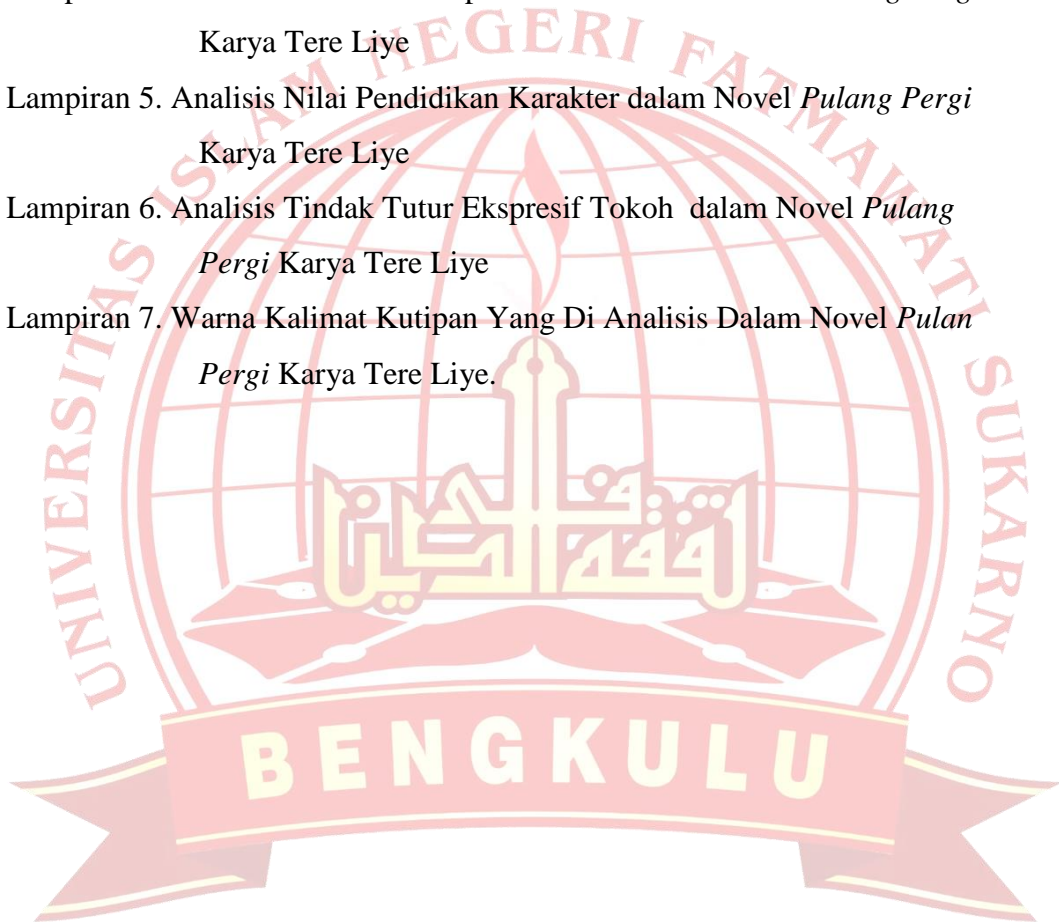 Karya Tere Liye
Lampiran 5. Analisis Nilai Pendidikan Karakter dalam Novel Pulang Pergi
Karya Tere Liye
Lampiran 6. Analisis Tindak Tutur Ekspresif Tokoh dalam Novel Pulang
Pergi Karya Tere Liye
Lampiran 7. Warna Kalimat Kutipan Yang Di Analisis Dalam Novel Pulan
Pergi Karya Tere Liye.
UNIVERSITAS ISLAM NEGERI FATMAWATI SUKARNO
BENGKULU